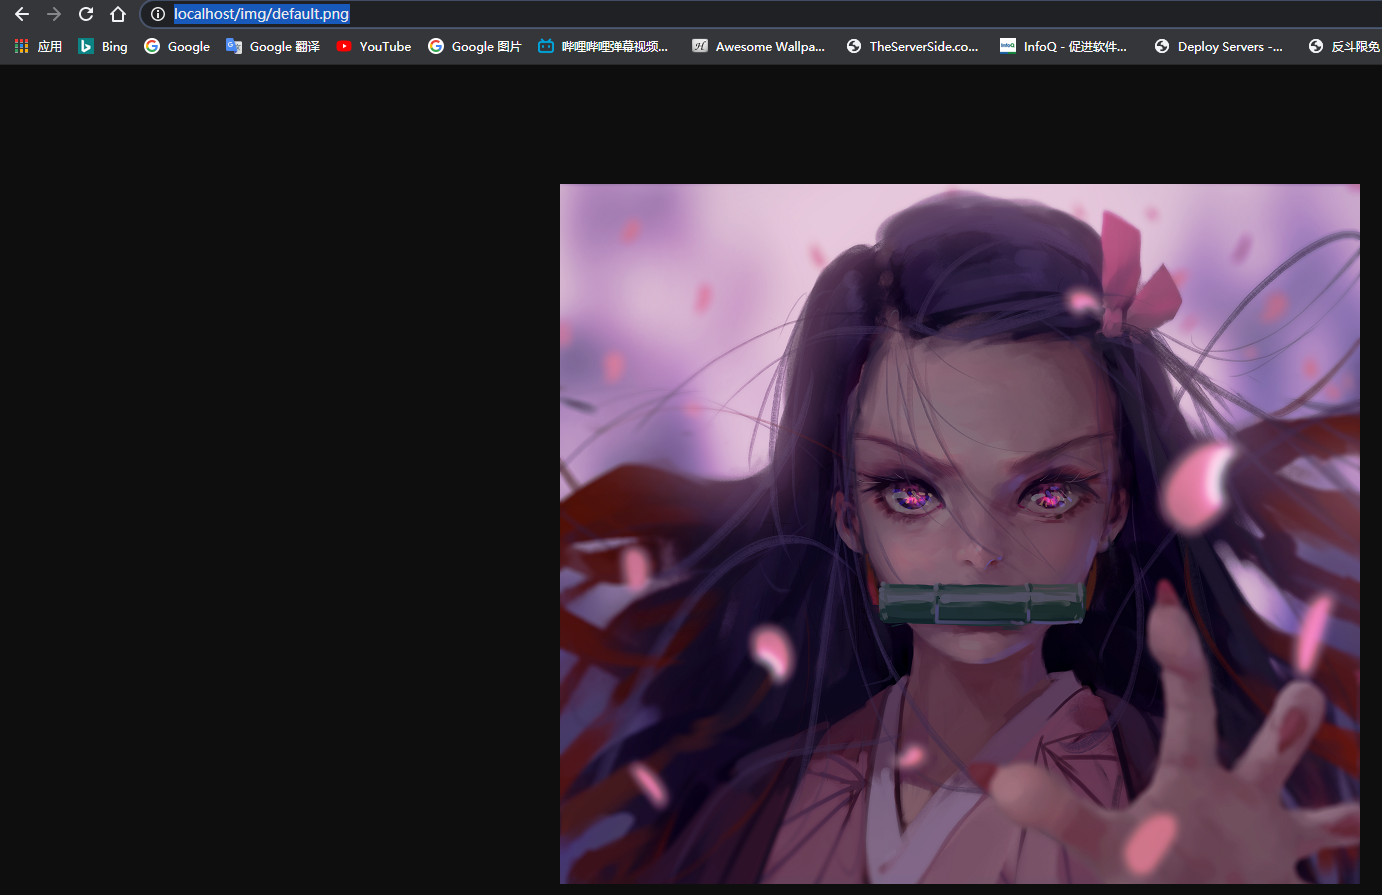 localhost/img/default.png
应用 Bing Google Google 翻译 YouTube Google 图片 哔哩哔哩弹幕视频... Awesome Wallpa... TheServerSide.co... InfoQ - 促进软件... Deploy Servers -... 反斗限免